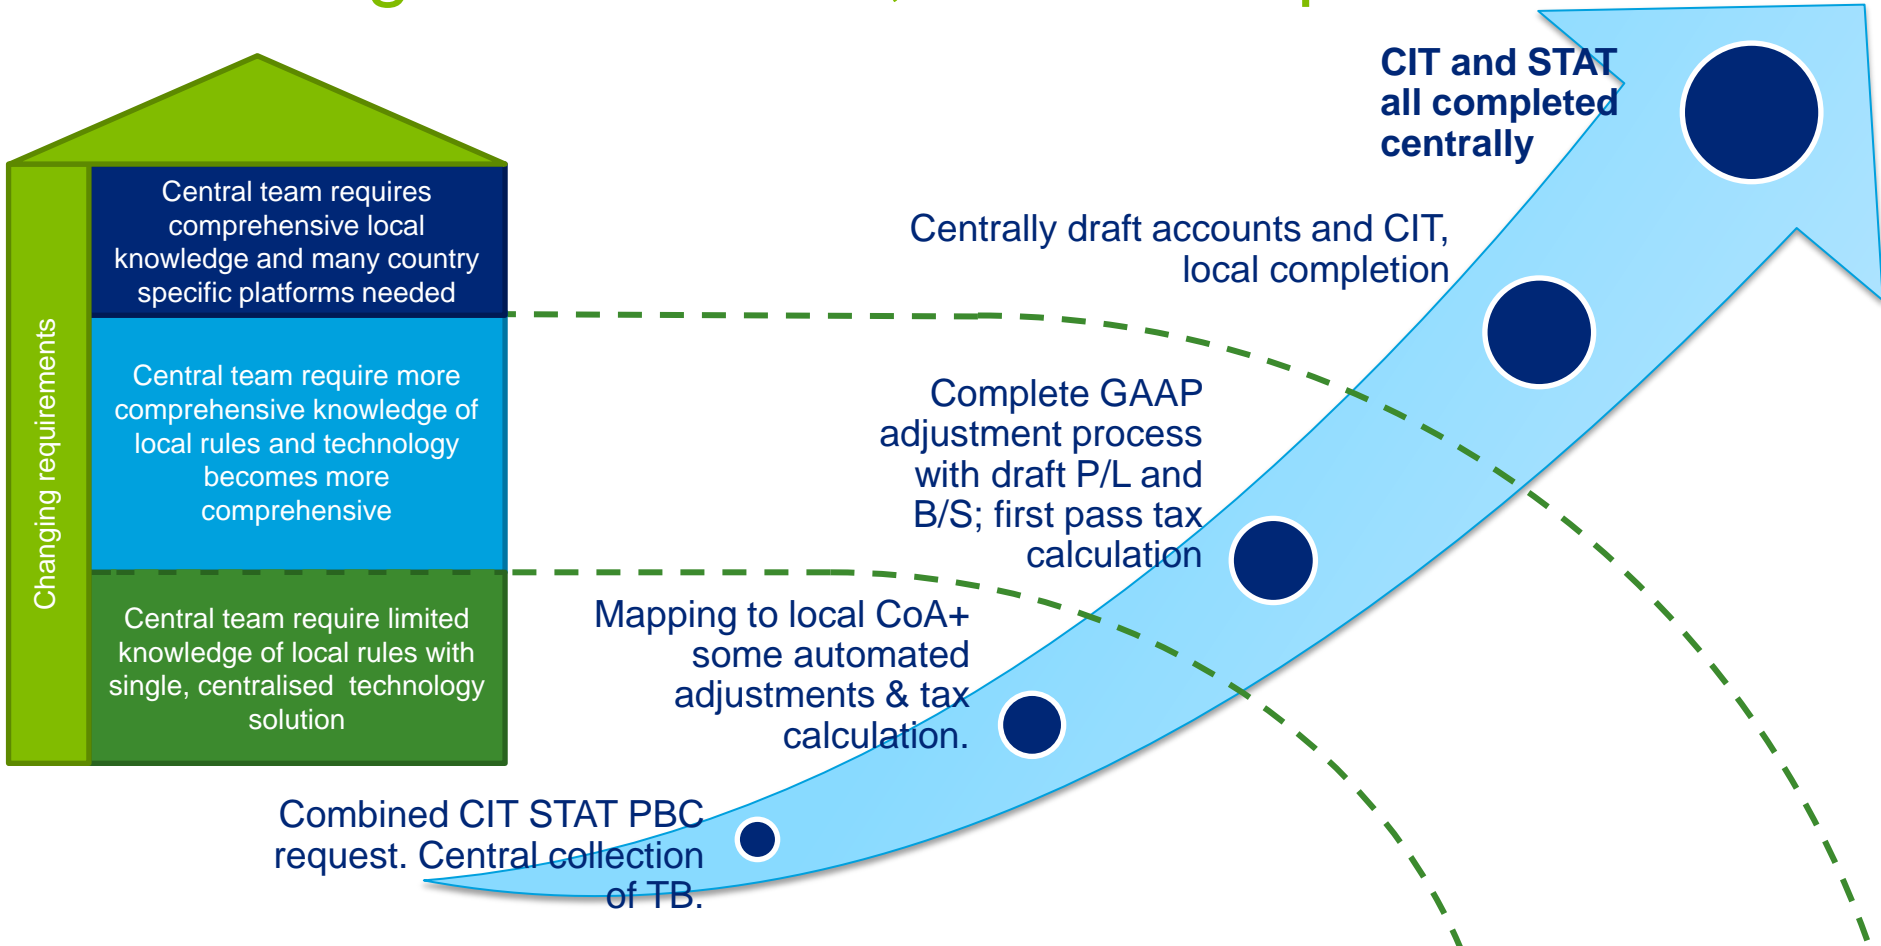 CIT and STAT
all completed
centrally
Central team requires
comprehensive local
knowledge and many country
specific platforms needed
Centrally draft accounts and CIT,
local completion
Changing requirements
Central team require more
comprehensive knowledge of
local rules and technology
becomes more
comprehensive
Complete GAAP
adjustment process
with draft P/L and
B/S; first pass tax
calculation
Central team require limited
knowledge of local rules with
single, centralised technology
solution
Mapping to local CoA+
some automated
adjustments & tax
calculation.
Combined CIT STAT PBC
request. Central collection
of TB.